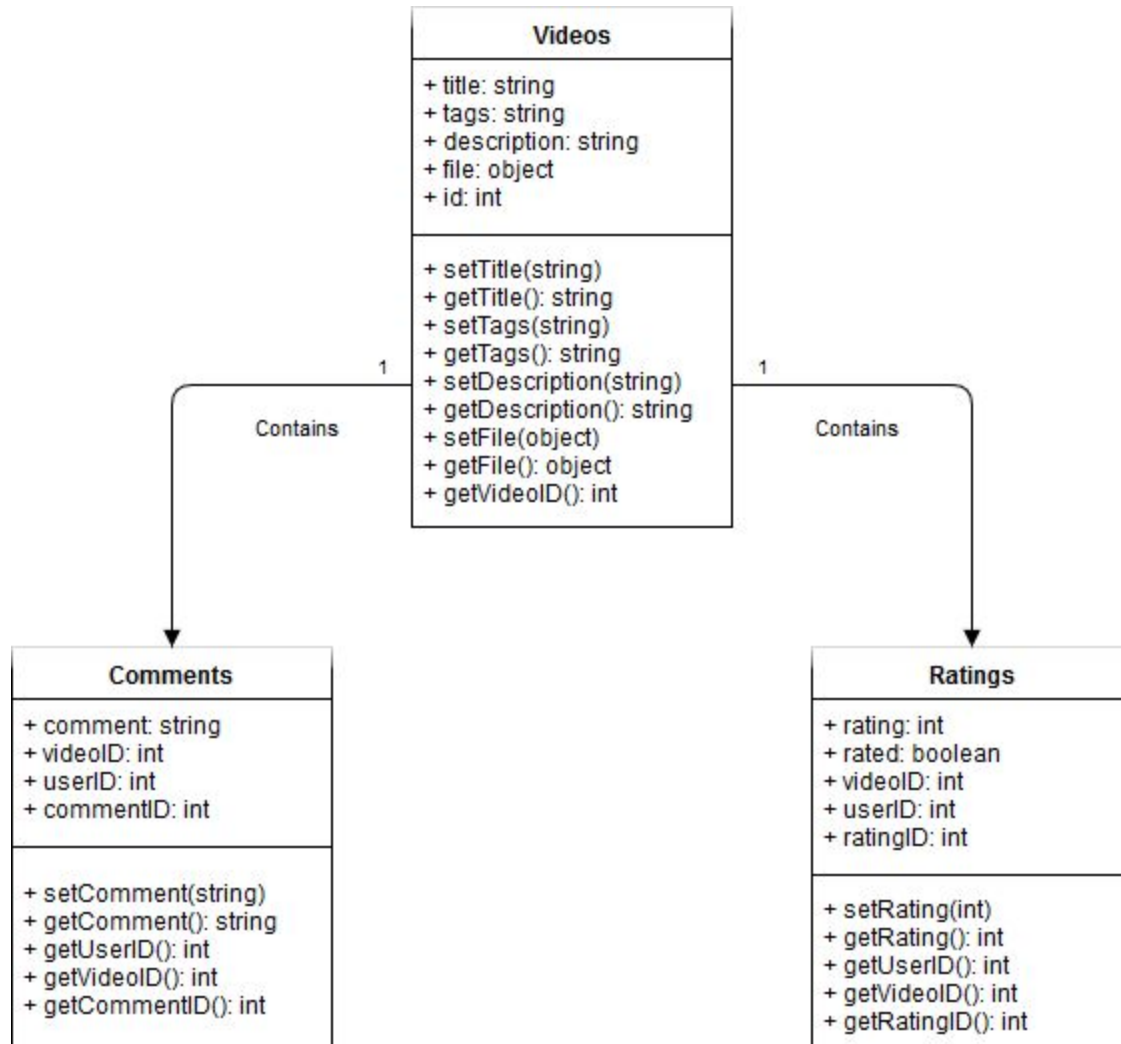 Videos
+ title: string
+ tags: string
+ description: string
+ file: object
+ id: int
+ setTitle(string)
+ getTitle(): string
+ setTags(string)
+ getTags(): string
+ setDescription(string)
+ getDescription(): string
+ setFile(object)
+ getFile(): object
+ getVideoID(): int
1
Contains
1
Contains
Comments
+ comment: string
+ videoID: int
+ userID: int
+ commentID: int
+ setComment(string)
+ getComment(): string
+ getUserID(): int
+ getVideoID(): int
+ getCommentID(): int
Ratings
+ rating: int
+ rated: boolean
+ videoID: int
+ userID: int
+ ratingID: int
+ setRating(int)
+ getRating(): int
+ getUserID(): int
+ getVideoID(): int
+ getRatingID(): int